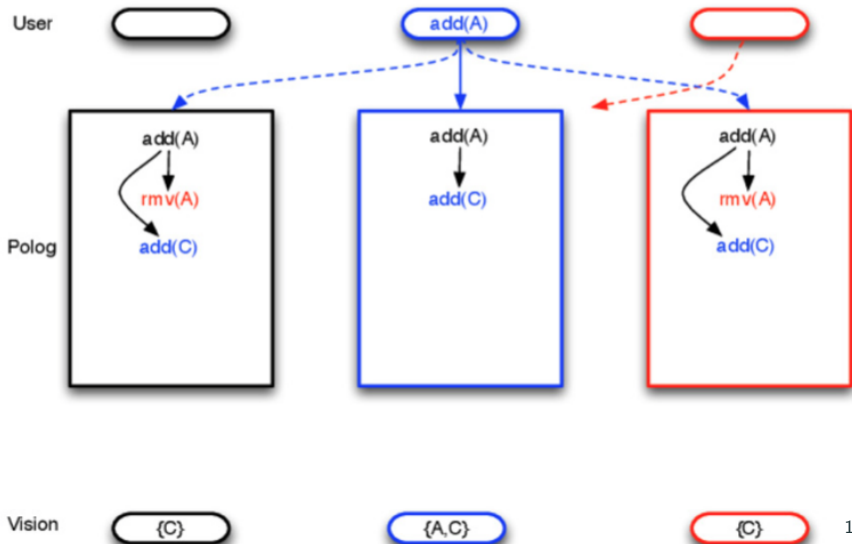 User add(A)
add(A) add(A) add(A)
rmv(A) add(C) rmv(A)
Polog add(C) add(C)
Vision {C} {A,C} {C} 1